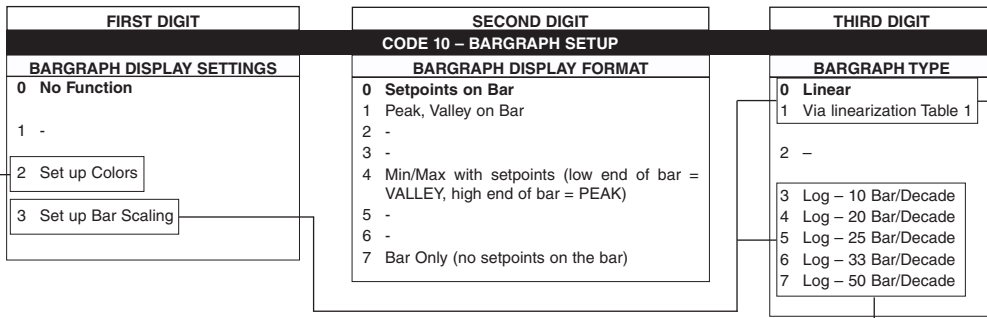 FIRST DIGIT
SECOND DIGIT
THIRD DIGIT
CODE 10 – BARGRAPH SETUP
BARGRAPH DISPLAY SETTINGS
0 No Function
1 -
2 Set up Colors
3 Set up Bar Scaling
BARGRAPH DISPLAY FORMAT
0 Setpoints on Bar
1 Peak, Valley on Bar
2 -
3 -
4 Min/Max with setpoints (low end of bar =
VALLEY, high end of bar = PEAK)
5 -
6 -
7 Bar Only (no setpoints on the bar)
BARGRAPH TYPE
0 Linear
1 Via linearization Table 1
2 –
3 Log – 10 Bar/Decade
4 Log – 20 Bar/Decade
5 Log – 25 Bar/Decade
6 Log – 33 Bar/Decade
7 Log – 50 Bar/Decade